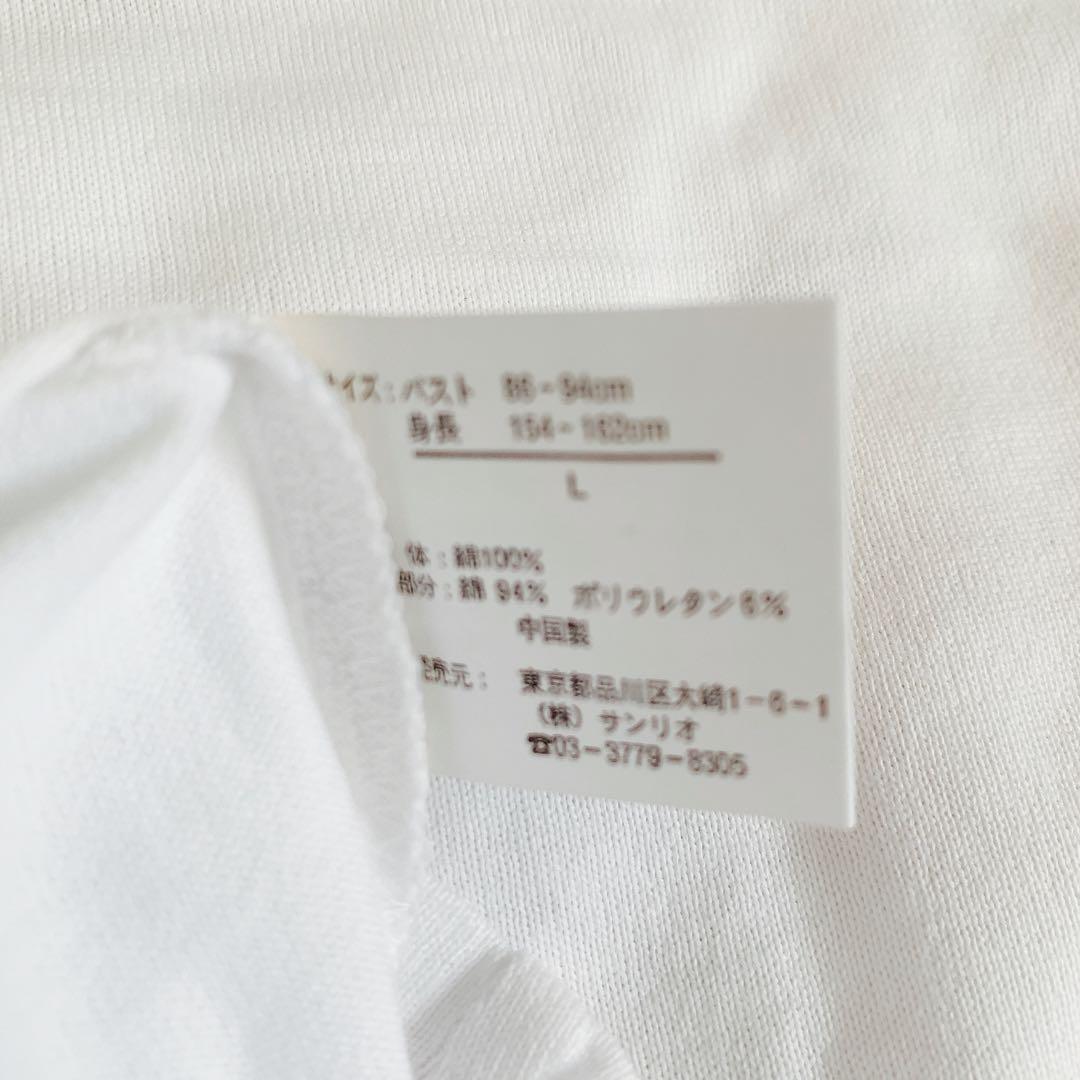 サイズ:バスト 86-94cm
身長 154-162cm
L
体:綿100%
部分:綿 94% ポリウレタン6%
中国製
売元:東京都品川区大崎1-6-1
(株)サンリオ
☎03-3779-8305